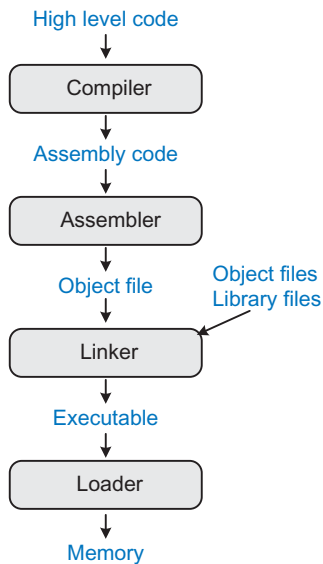 High level code
Compiler
Assembly code
Assembler
Object file
Object files
Library files
Linker
Executable
Loader
Memory